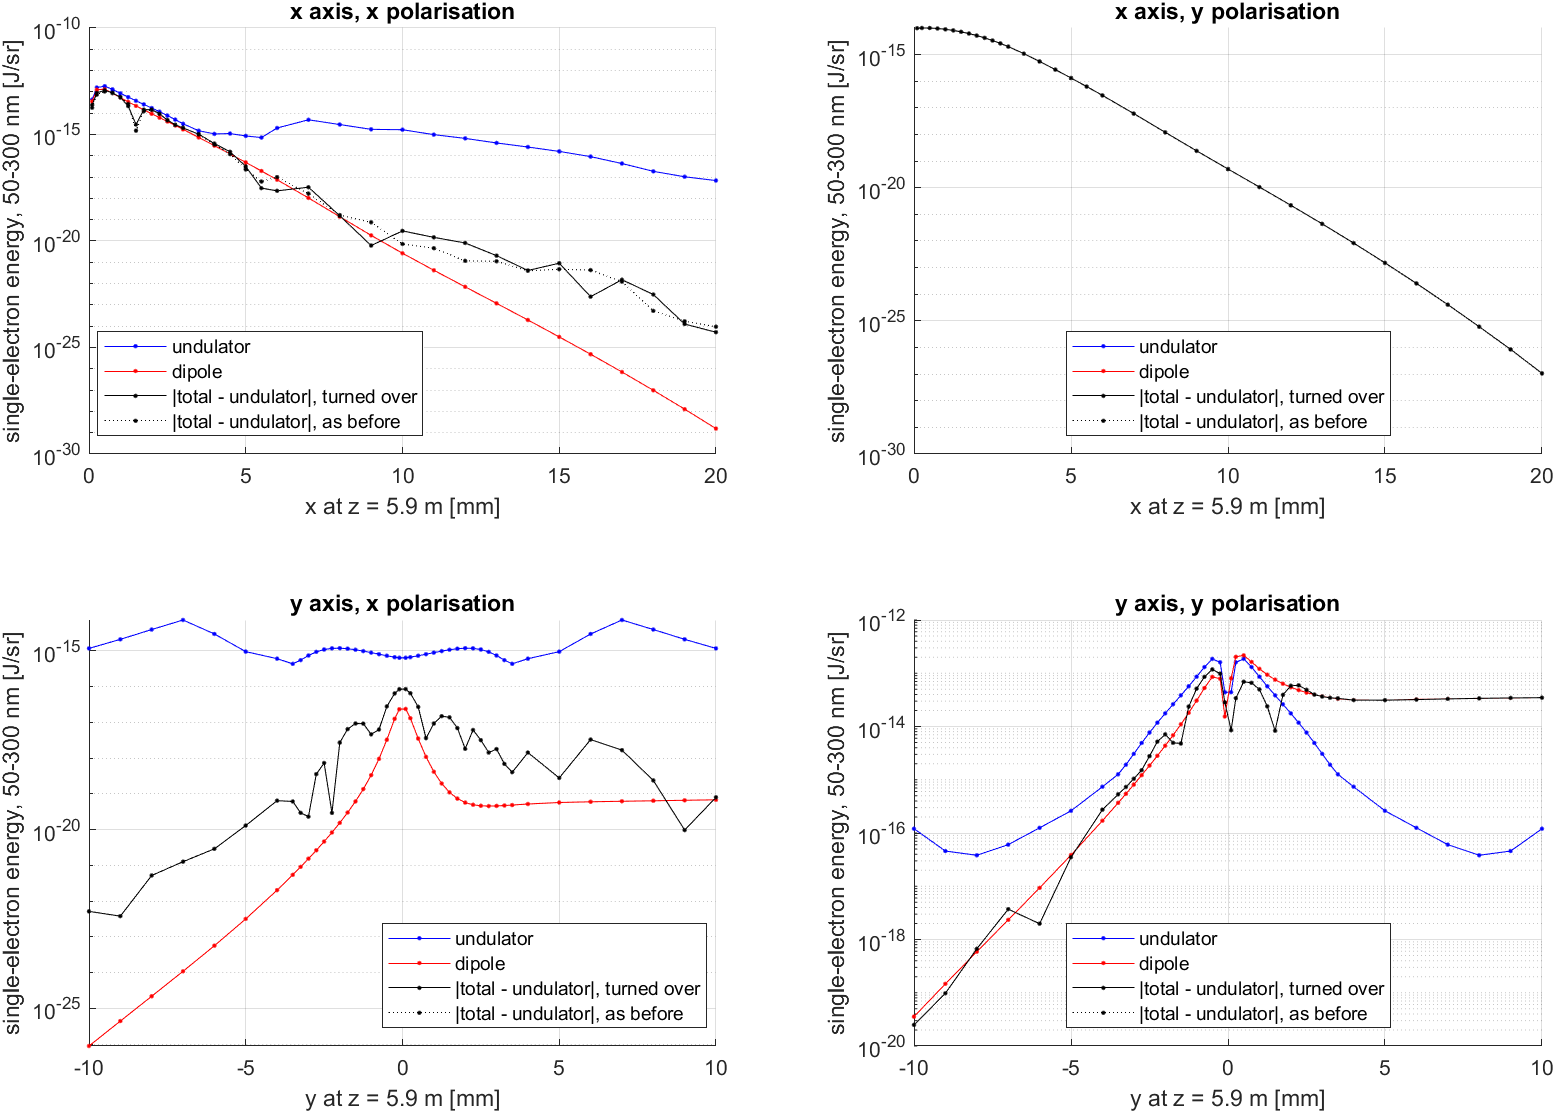 x axis, x polarisation
single-electron energy, 50-300 nm [J/sr]
10^-10
10^-15
10^-20
10^-25
10^-30
0 5 10 15 20
x at z = 5.9 m [mm]
undulator
dipole
|total - undulator|, turned over
|total - undulator|, as before
x axis, y polarisation
single-electron energy, 50-300 nm [J/sr]
10^-15
10^-20
10^-25
10^-30
0 5 10 15 20
x at z = 5.9 m [mm]
undulator
dipole
|total - undulator|, turned over
|total - undulator|, as before
y axis, x polarisation
single-electron energy, 50-300 nm [J/sr]
10^-15
10^-20
10^-25
-10 -5 0 5 10
y at z = 5.9 m [mm]
undulator
dipole
|total - undulator|, turned over
|total - undulator|, as before
y axis, y polarisation
single-electron energy, 50-300 nm [J/sr]
10^-12
10^-14
10^-16
10^-18
10^-20
-10 -5 0 5 10
y at z = 5.9 m [mm]
undulator
dipole
|total - undulator|, turned over
|total - undulator|, as before